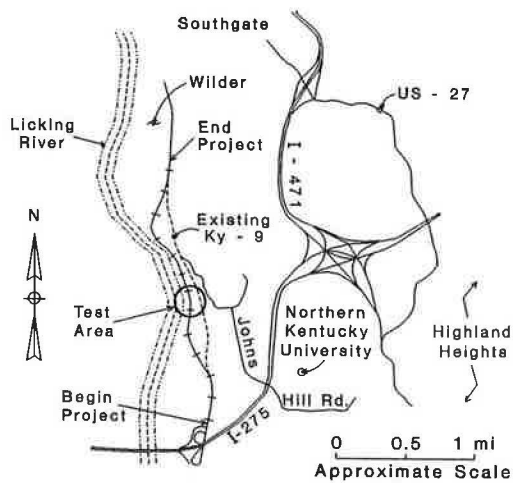 Southgate
Wilder
US - 27
Licking
River
End
Project
I - 471
N
Existing
Ky - 9
Test
Area
Johns
Northern
Kentucky
University
Highland
Heights
Begin
Project
Hill Rd.
I-275
0 0.5 1 mi
Approximate Scale